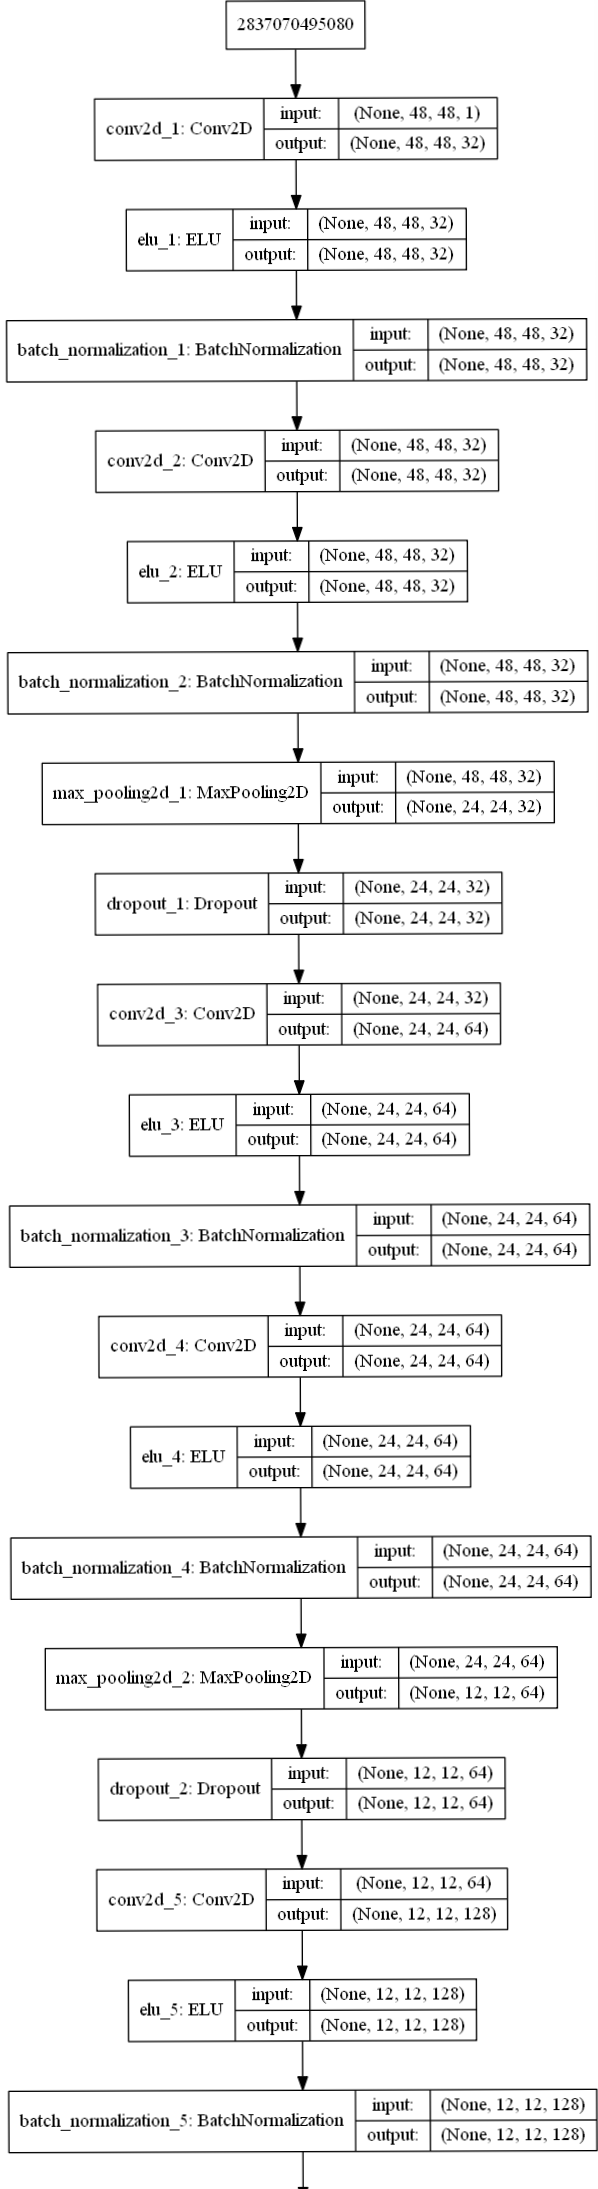 2837070495080
conv2d_1: Conv2D input: (None, 48, 48, 1)
output: (None, 48, 48, 32)
elu_1: ELU input: (None, 48, 48, 32)
output: (None, 48, 48, 32)
batch_normalization_1: BatchNormalization input: (None, 48, 48, 32)
output: (None, 48, 48, 32)
conv2d_2: Conv2D input: (None, 48, 48, 32)
output: (None, 48, 48, 32)
elu_2: ELU input: (None, 48, 48, 32)
output: (None, 48, 48, 32)
batch_normalization_2: BatchNormalization input: (None, 48, 48, 32)
output: (None, 48, 48, 32)
max_pooling2d_1: MaxPooling2D input: (None, 48, 48, 32)
output: (None, 24, 24, 32)
dropout_1: Dropout input: (None, 24, 24, 32)
output: (None, 24, 24, 32)
conv2d_3: Conv2D input: (None, 24, 24, 32)
output: (None, 24, 24, 64)
elu_3: ELU input: (None, 24, 24, 64)
output: (None, 24, 24, 64)
batch_normalization_3: BatchNormalization input: (None, 24, 24, 64)
output: (None, 24, 24, 64)
conv2d_4: Conv2D input: (None, 24, 24, 64)
output: (None, 24, 24, 64)
elu_4: ELU input: (None, 24, 24, 64)
output: (None, 24, 24, 64)
batch_normalization_4: BatchNormalization input: (None, 24, 24, 64)
output: (None, 24, 24, 64)
max_pooling2d_2: MaxPooling2D input: (None, 24, 24, 64)
output: (None, 12, 12, 64)
dropout_2: Dropout input: (None, 12, 12, 64)
output: (None, 12, 12, 64)
conv2d_5: Conv2D input: (None, 12, 12, 64)
output: (None, 12, 12, 128)
elu_5: ELU input: (None, 12, 12, 128)
output: (None, 12, 12, 128)
batch_normalization_5: BatchNormalization input: (None, 12, 12, 128)
output: (None, 12, 12, 128)